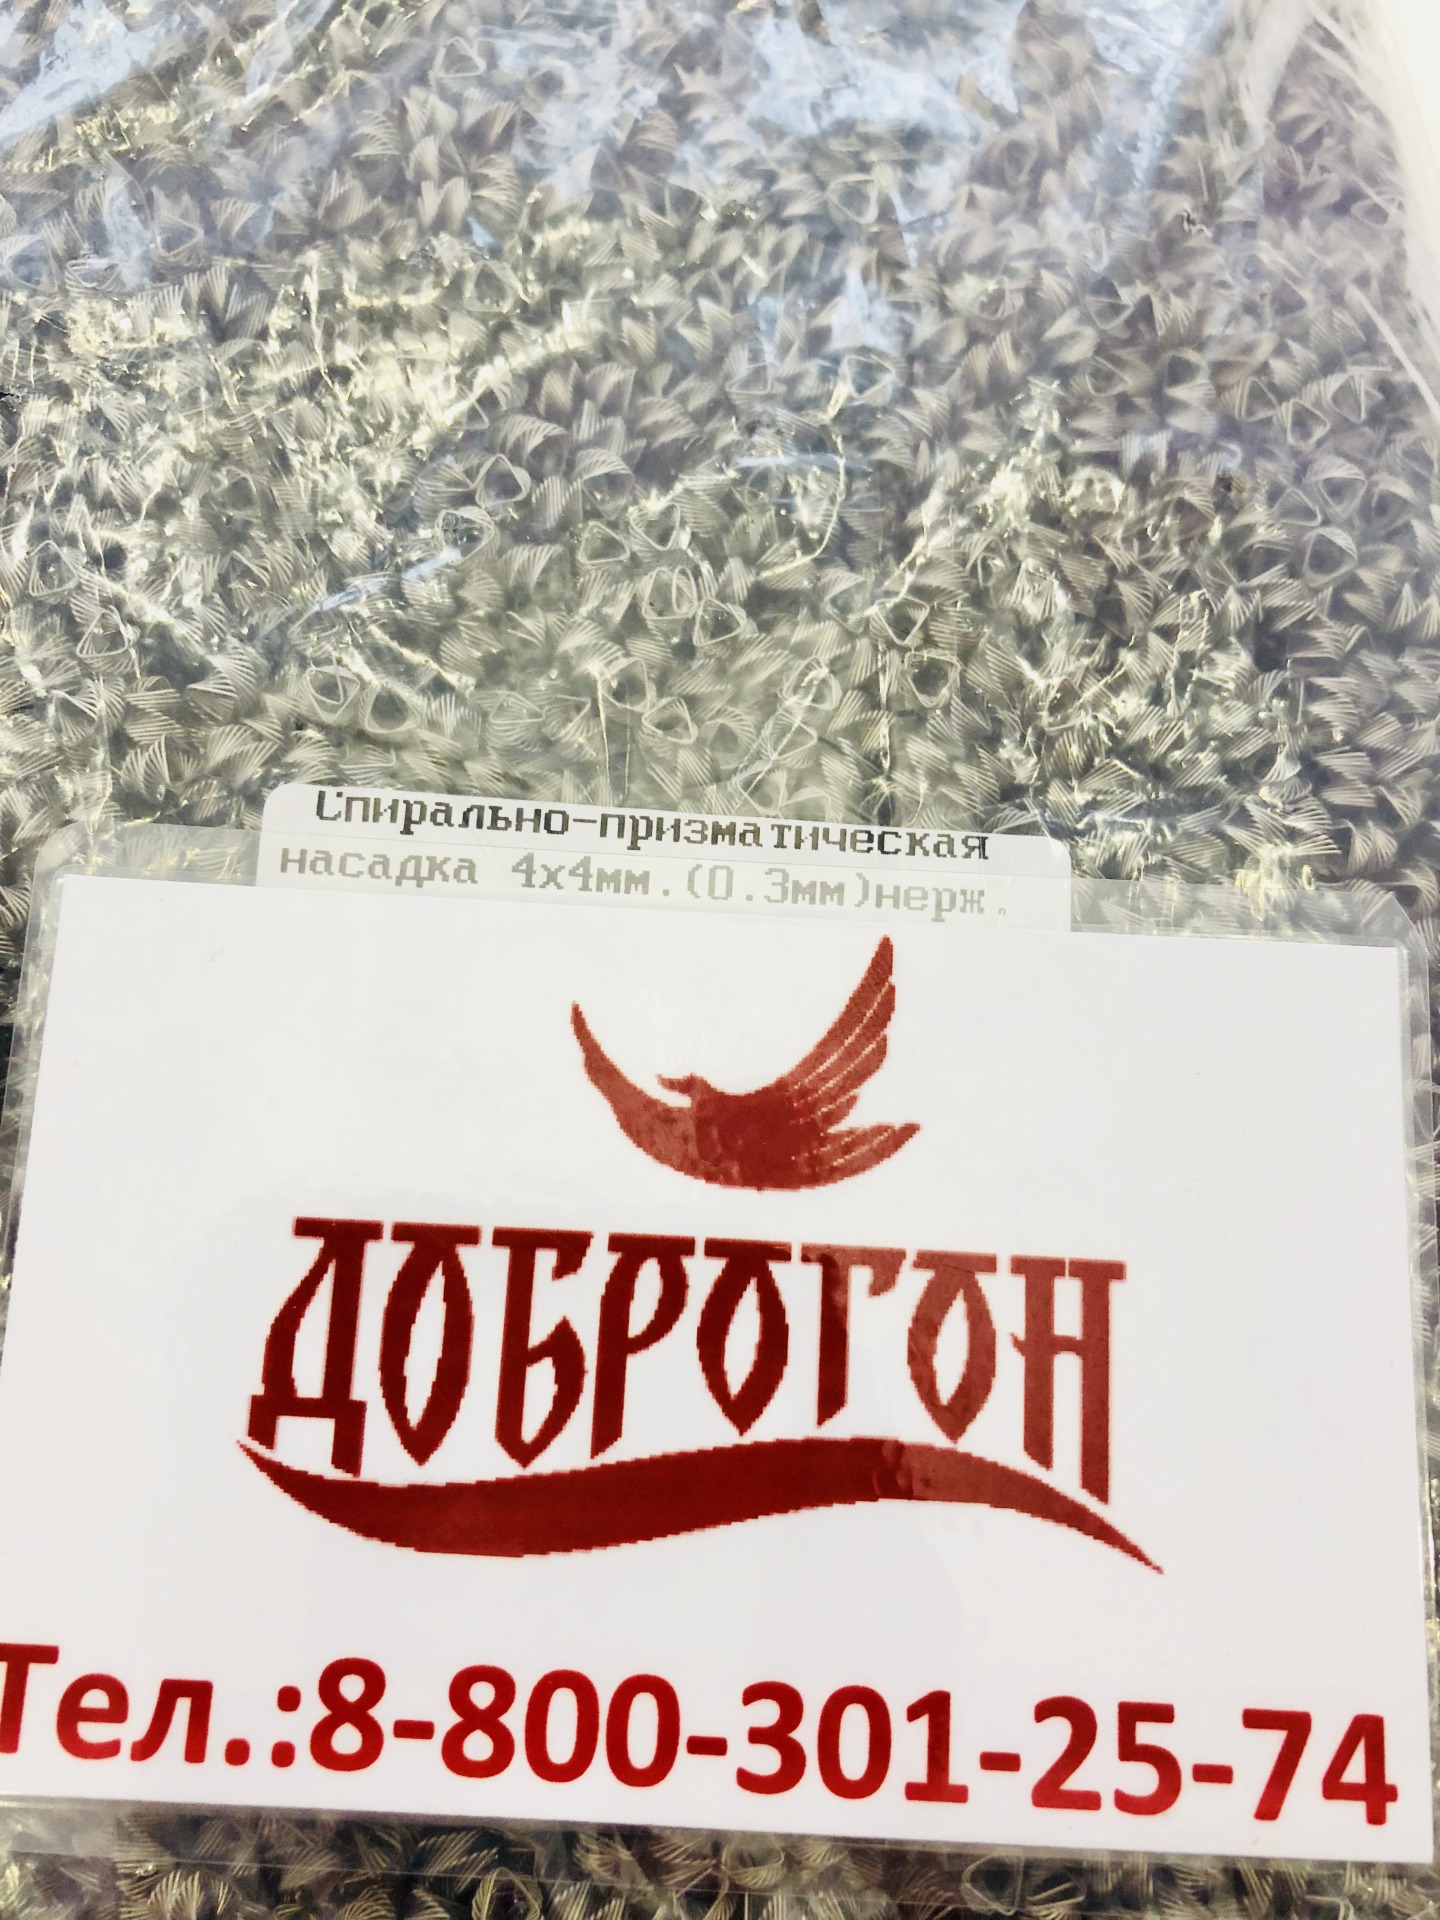 Спирально-призматическая
насадка 4х4мм.(0.3мм)нерж.
ДОБРОГОН
Тел.:8-800-301-25-74